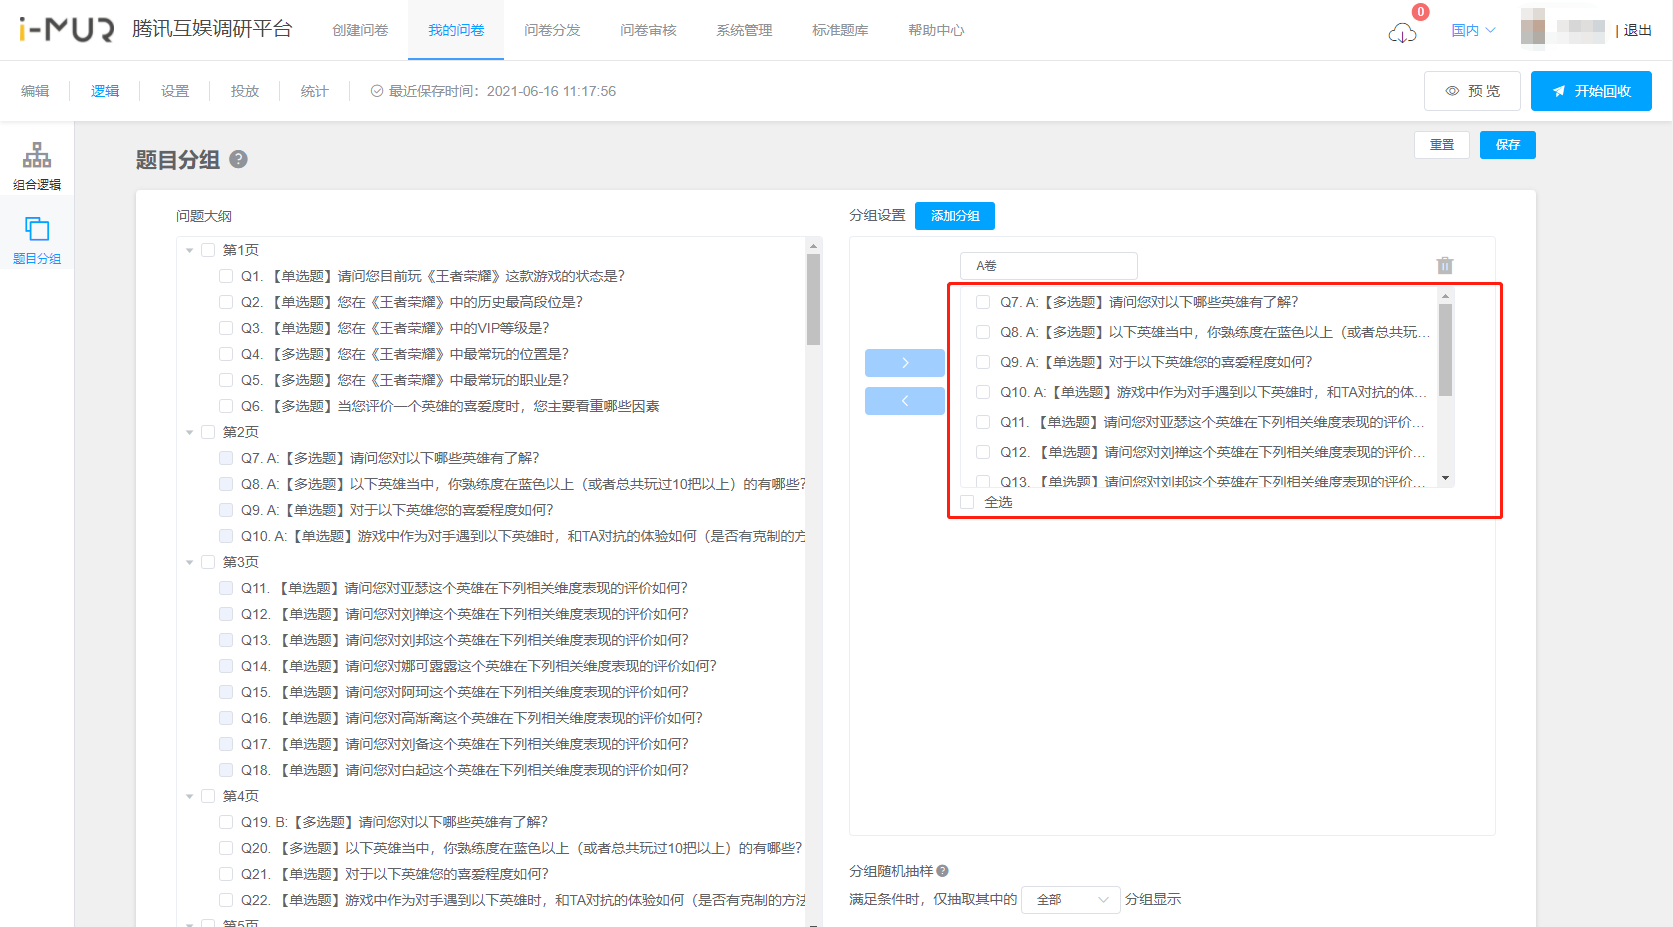 i-MUR 腾讯互娱调研平台 创建问卷 我的问卷 问卷分发 问卷审核 系统管理 标准题库 帮助中心 0 国内 | 退出
编辑 逻辑 设置 投放 统计 最近保存时间：2021-06-16 11:17:56 预 览 开始回收
组合逻辑
题目分组
题目分组 ? 重置 保存
问题大纲
第1页
Q1. 【单选题】请问您目前玩《王者荣耀》这款游戏的状态是？
Q2. 【单选题】您在《王者荣耀》中的历史最高段位是？
Q3. 【单选题】您在《王者荣耀》中的VIP等级是？
Q4. 【多选题】您在《王者荣耀》中最常玩的位置是？
Q5. 【多选题】您在《王者荣耀》中最常玩的职业是？
Q6. 【多选题】当您评价一个英雄的喜爱度时，您主要看重哪些因素
第2页
Q7. A:【多选题】请问您对以下哪些英雄有了解？
Q8. A:【多选题】以下英雄当中，你熟练度在蓝色以上（或者总共玩过10把以上）的有哪些？
Q9. A:【单选题】对于以下英雄您的喜爱程度如何？
Q10. A:【单选题】游戏中作为对手遇到以下英雄时，和TA对抗的体验如何（是否有克制的方
第3页
Q11. 【单选题】请问您对亚瑟这个英雄在下列相关维度表现的评价如何？
Q12. 【单选题】请问您对刘禅这个英雄在下列相关维度表现的评价如何？
Q13. 【单选题】请问您对刘邦这个英雄在下列相关维度表现的评价如何？
Q14. 【单选题】请问您对娜可露露这个英雄在下列相关维度表现的评价如何？
Q15. 【单选题】请问您对阿珂这个英雄在下列相关维度表现的评价如何？
Q16. 【单选题】请问您对高渐离这个英雄在下列相关维度表现的评价如何？
Q17. 【单选题】请问您对刘备这个英雄在下列相关维度表现的评价如何？
Q18. 【单选题】请问您对白起这个英雄在下列相关维度表现的评价如何？
第4页
Q19. B:【多选题】请问您对以下哪些英雄有了解？
Q20. 【多选题】以下英雄当中，你熟练度在蓝色以上（或者总共玩过10把以上）的有哪些？
Q21. 【单选题】对于以下英雄您的喜爱程度如何？
Q22. 【单选题】游戏中作为对手遇到以下英雄时，和TA对抗的体验如何（是否有克制的方法
第5页
分组设置 添加分组
A卷
Q7. A:【多选题】请问您对以下哪些英雄有了解？
Q8. A:【多选题】以下英雄当中，你熟练度在蓝色以上（或者总共玩…
Q9. A:【单选题】对于以下英雄您的喜爱程度如何？
Q10. A:【单选题】游戏中作为对手遇到以下英雄时，和TA对抗的体…
Q11. 【单选题】请问您对亚瑟这个英雄在下列相关维度表现的评价…
Q12. 【单选题】请问您对刘禅这个英雄在下列相关维度表现的评价…
Q13. 【单选题】请问您对刘邦这个英雄在下列相关维度表现的评价…
全选
分组随机抽样 ?
满足条件时，仅抽取其中的 全部 分组显示